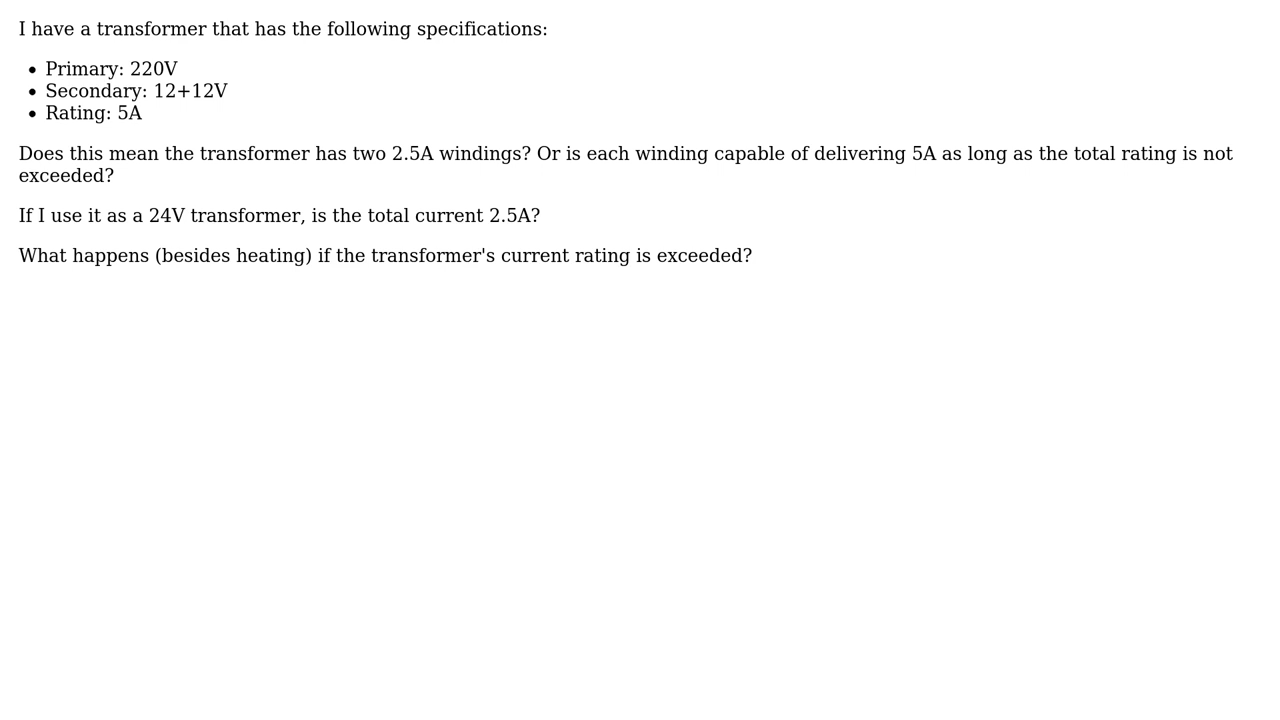 I have a transformer that has the following specifications:
• Primary: 220V
• Secondary: 12+12V
• Rating: 5A
Does this mean the transformer has two 2.5A windings? Or is each winding capable of delivering 5A as long as the total rating is not
exceeded?
If I use it as a 24V transformer, is the total current 2.5A?
What happens (besides heating) if the transformer's current rating is exceeded?